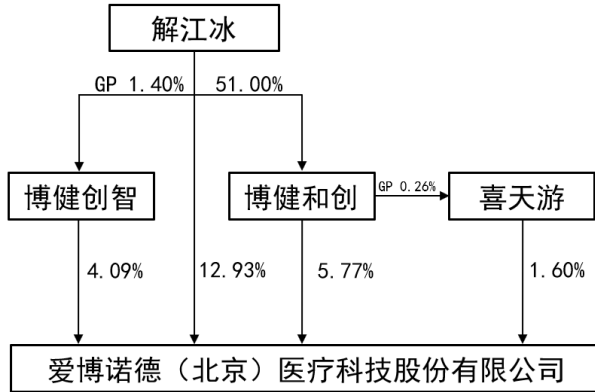 解江冰
GP 1.40%
51.00%
博健创智
博健和创
GP 0.26%
喜天游
4.09%
12.93%
5.77%
1.60%
爱博诺德（北京）医疗科技股份有限公司